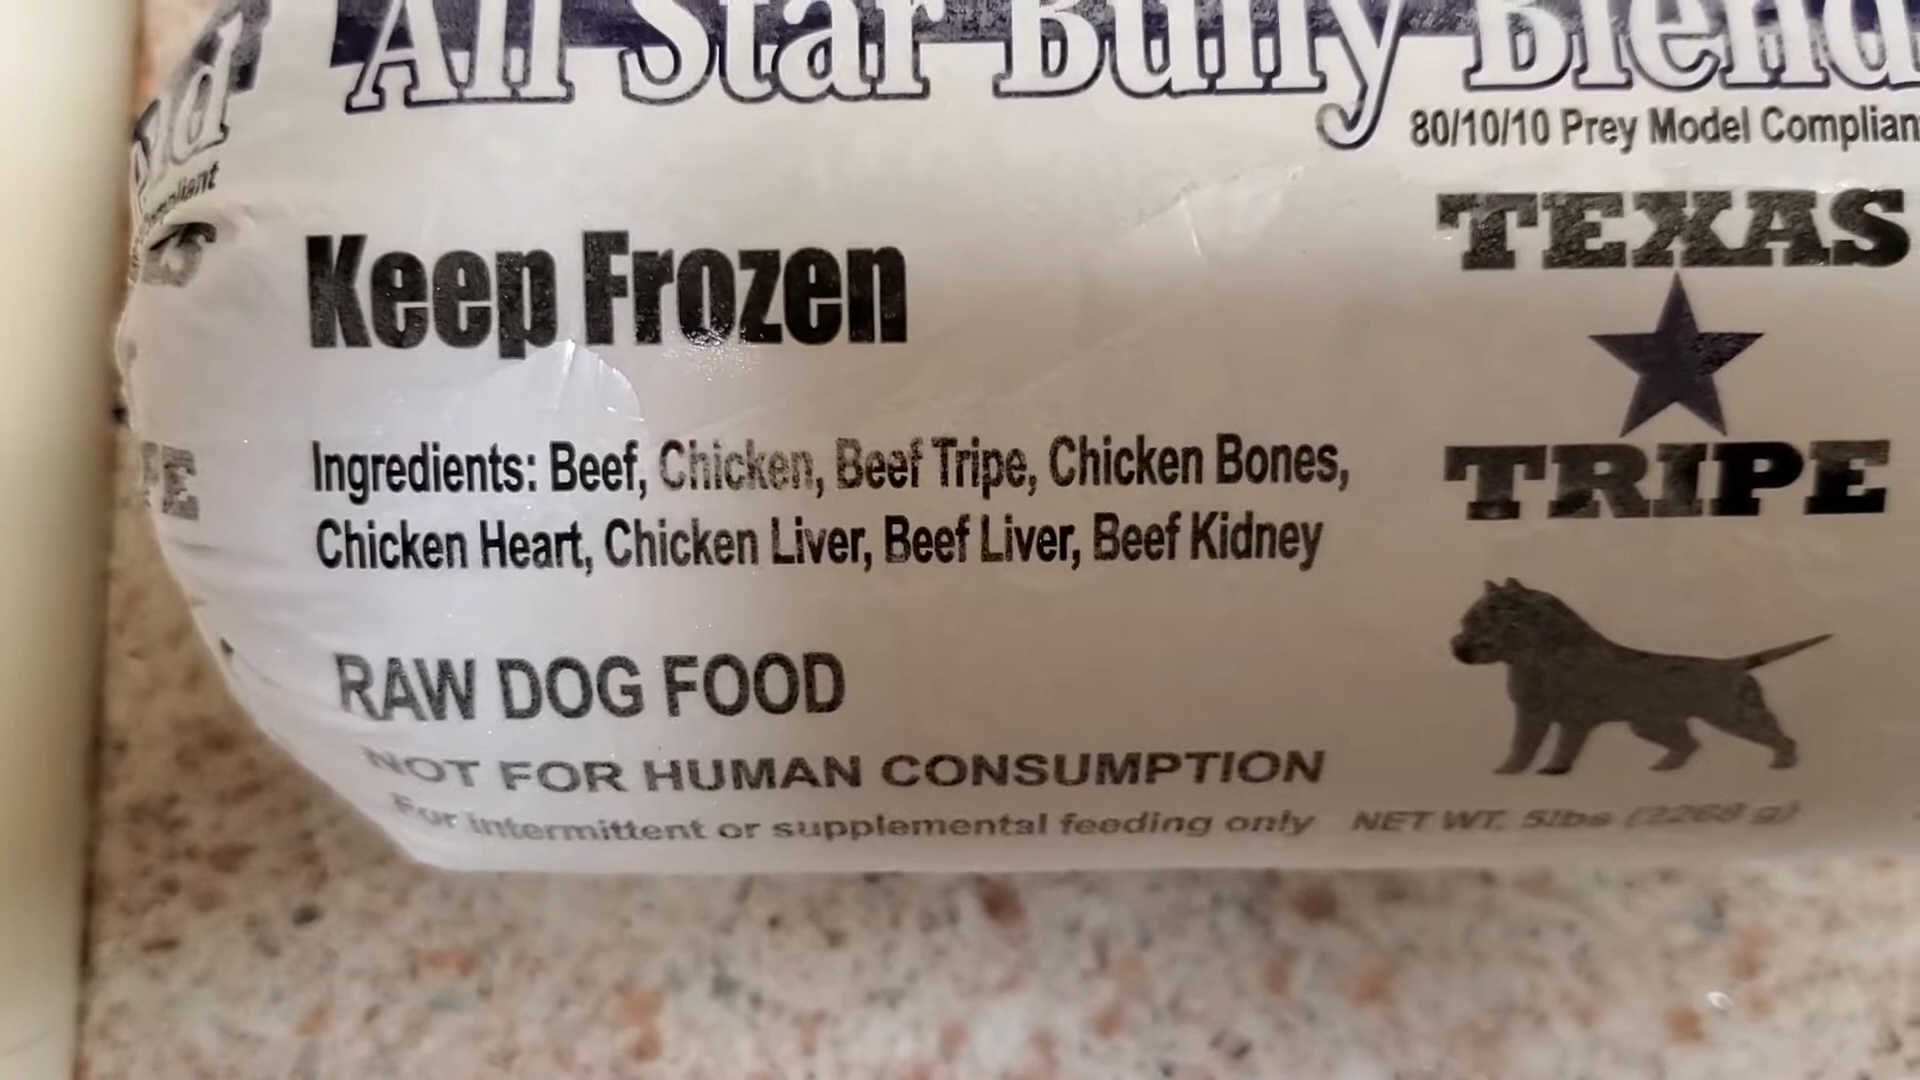 All Star Bully Blend
80/10/10 Prey Model Complian
Keep Frozen
TEXAS
TRIPE
Ingredients: Beef, Chicken, Beef Tripe, Chicken Bones,
Chicken Heart, Chicken Liver, Beef Liver, Beef Kidney
RAW DOG FOOD
NOT FOR HUMAN CONSUMPTION
For intermittent or supplemental feeding only NET WT. 5lbs (2268 g)